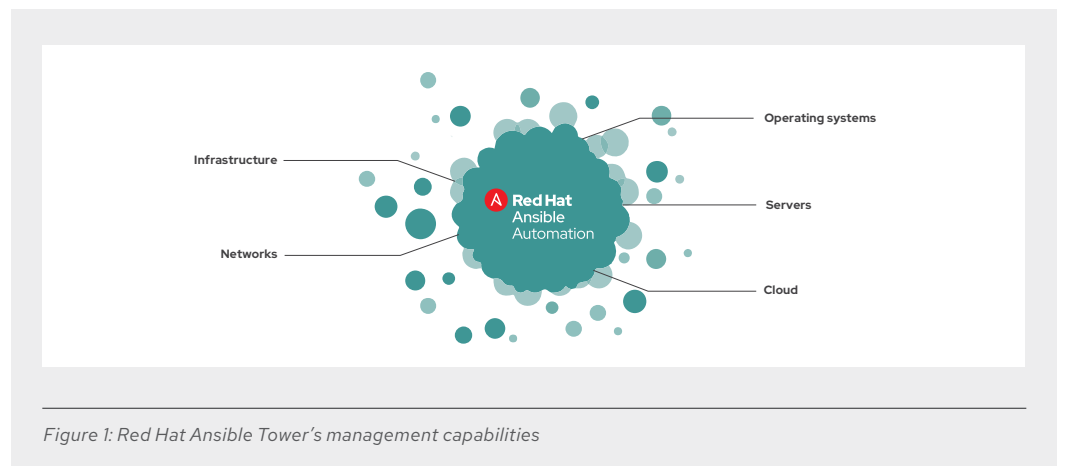 Operating systems
Infrastructure
Red Hat
Ansible
Automation
Servers
Networks
Cloud
Figure 1: Red Hat Ansible Tower’s management capabilities